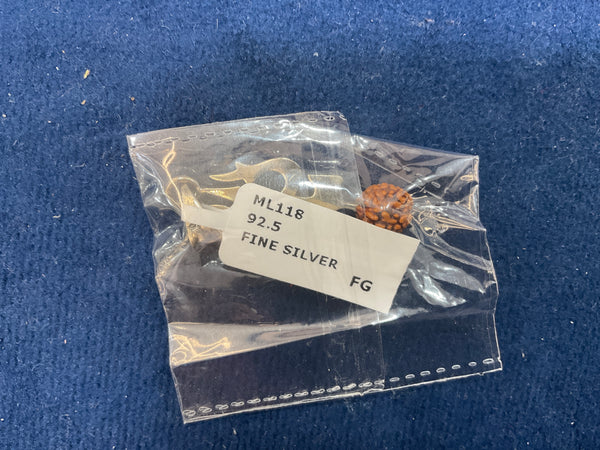 ML118
92.5
FINE SILVER
FG